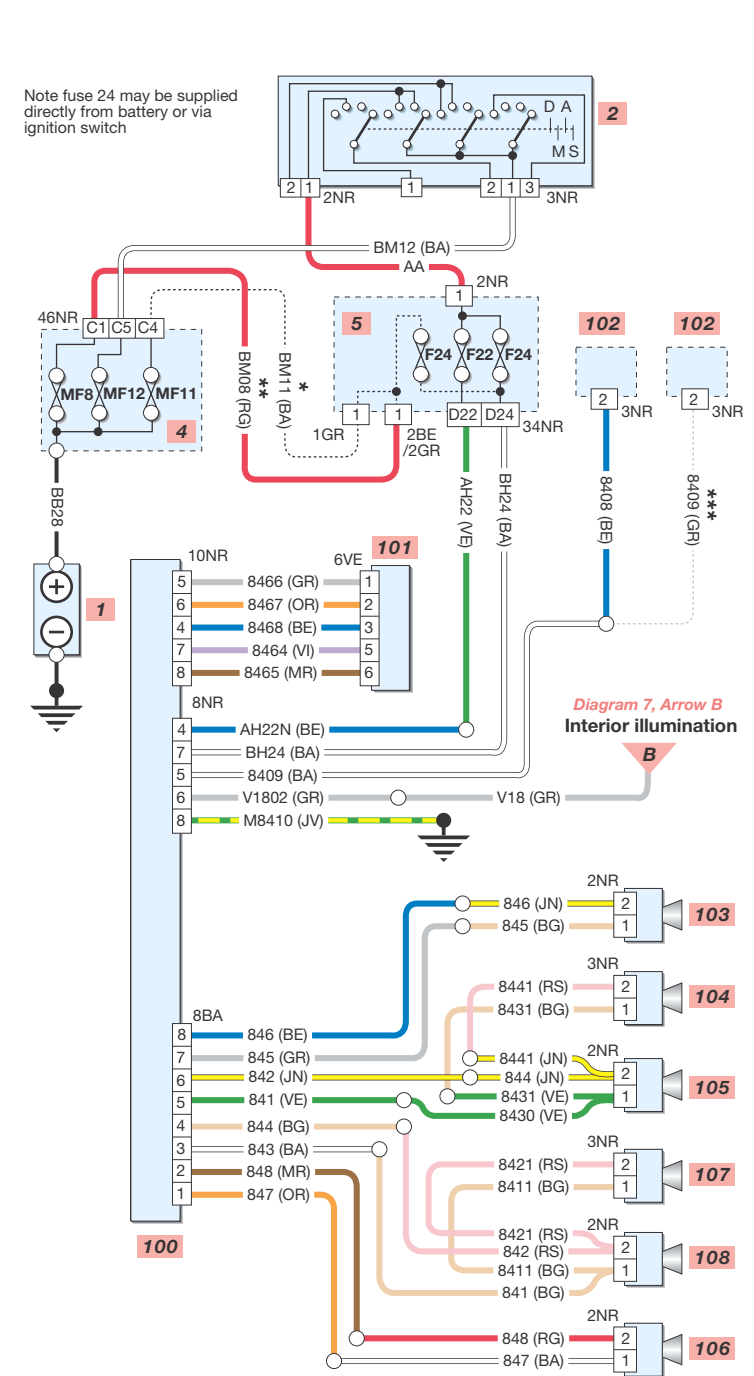 Note fuse 24 may be supplied
directly from battery or via
ignition switch
D A
M S
2
2 1
2NR
1
2 1 3
3NR
BM12 (BA)
AA
2NR
1
46NR
C1 C5 C4
5
102
102
F24
F22
F24
MF8
MF12
MF11
BM08 (RG)
**
BM11 (BA)
*
4
1
1GR
1
2BE
/2GR
D22 D24
34NR
2
3NR
2
3NR
BB28
AH22 (VE)
BH24 (BA)
8408 (BE)
8409 (GR)
***
10NR
6VE
101
5 8466 (GR) 1
6 8467 (OR) 2
4 8468 (BE) 3
7 8464 (VI) 5
8 8465 (MR) 6
+
−
1
8NR
4 AH22N (BE)
7 BH24 (BA)
5 8409 (BA)
6 V1802 (GR) V18 (GR)
8 M8410 (JV)
Diagram 7, Arrow B
Interior illumination
B
2NR
846 (JN) 2
845 (BG) 1
103
3NR
8441 (RS) 2
8431 (BG) 1
104
8BA
8 846 (BE)
7 845 (GR)
6 842 (JN)
5 841 (VE)
4 844 (BG)
3 843 (BA)
2 848 (MR)
1 847 (OR)
100
2NR
8441 (JN)
844 (JN) 2
8431 (VE) 1
8430 (VE)
105
3NR
8421 (RS) 2
8411 (BG) 1
107
2NR
8421 (RS)
842 (RS) 2
8411 (BG) 1
841 (BG)
108
2NR
848 (RG) 2
847 (BA) 1
106